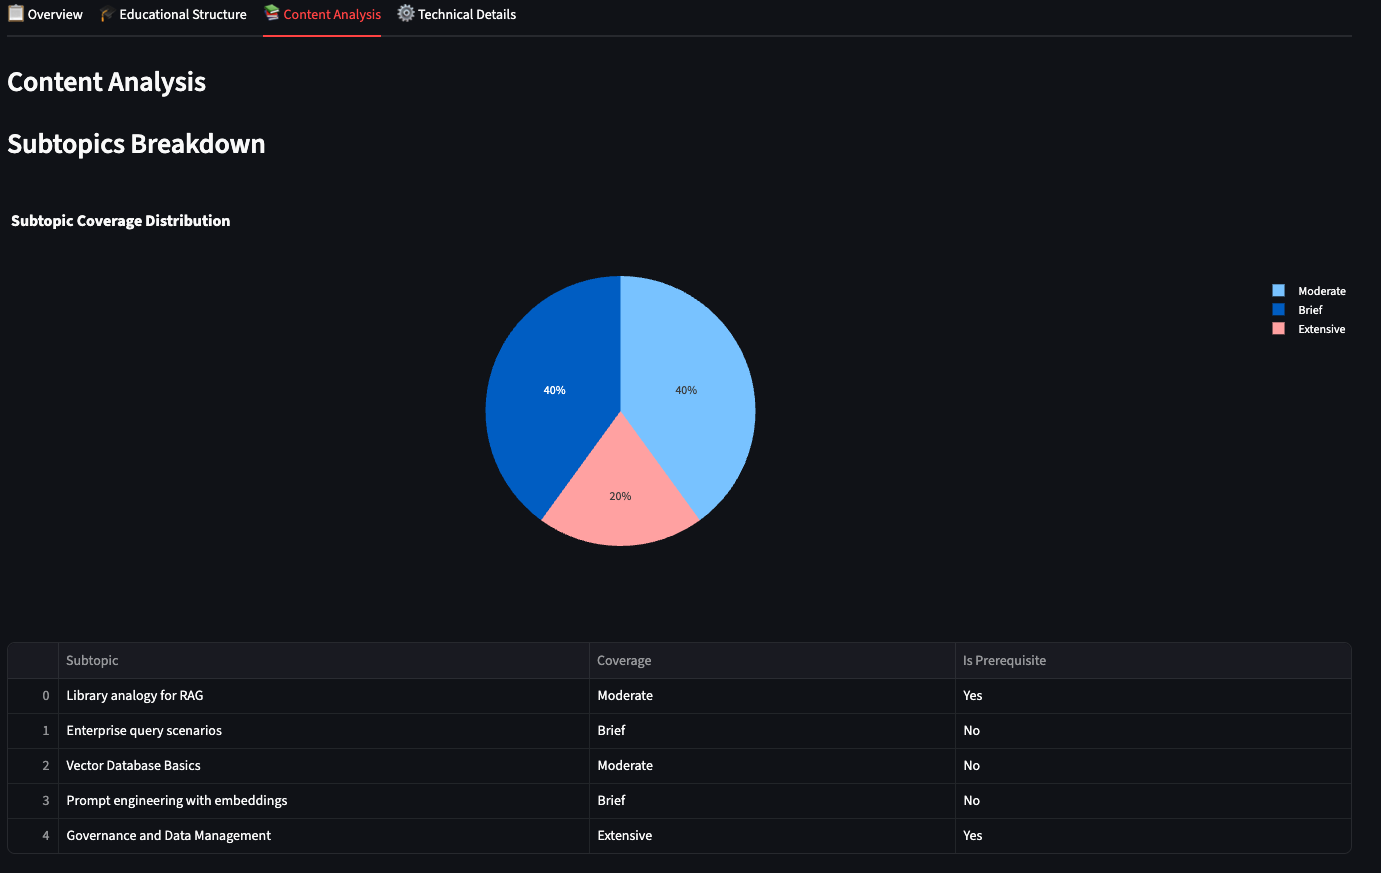 Overview Educational Structure Content Analysis Technical Details
Content Analysis
Subtopics Breakdown
Subtopic Coverage Distribution
Moderate
Brief
Extensive
40% 40%
20%
Subtopic Coverage Is Prerequisite
0 Library analogy for RAG Moderate Yes
1 Enterprise query scenarios Brief No
2 Vector Database Basics Moderate No
3 Prompt engineering with embeddings Brief No
4 Governance and Data Management Extensive Yes